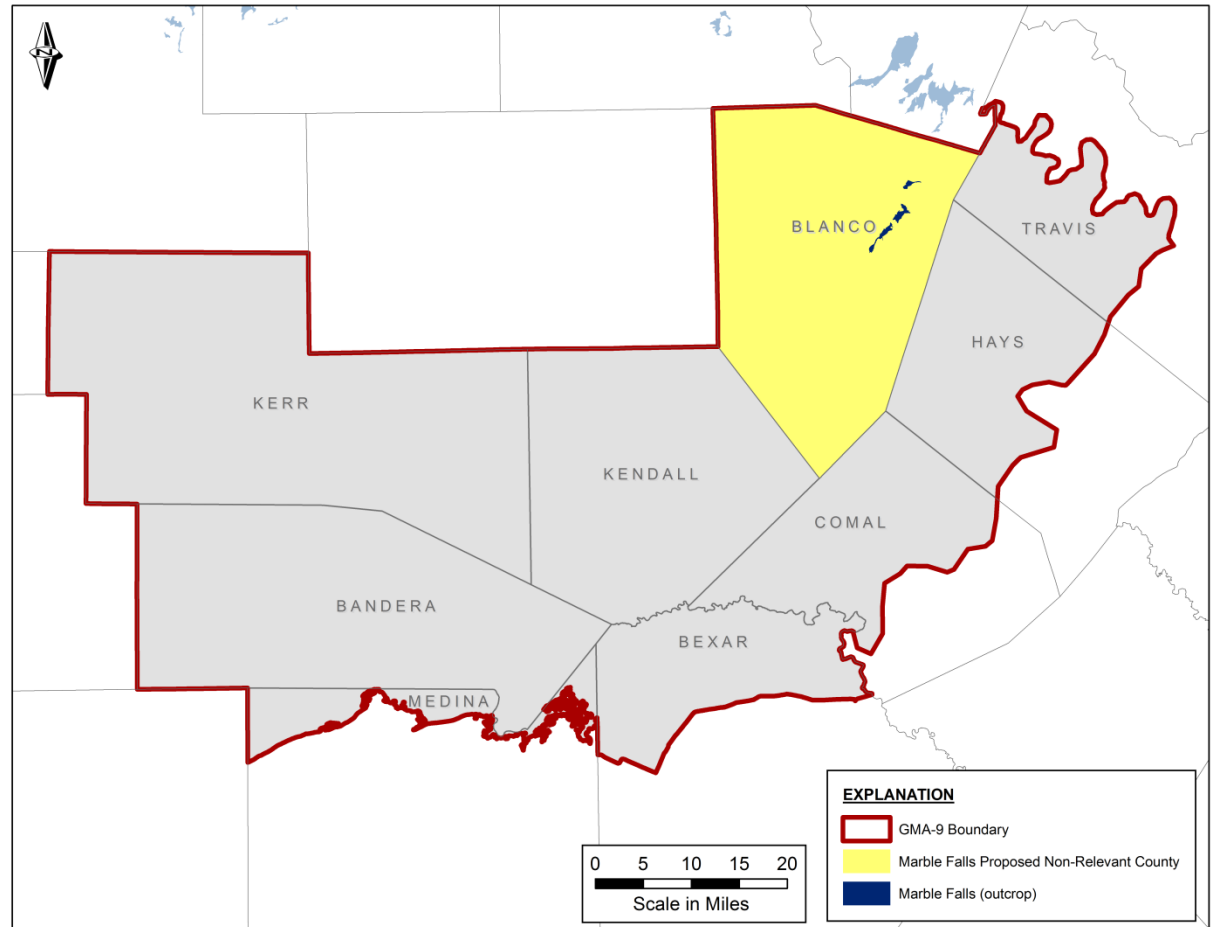 N
BLANCO
TRAVIS
HAYS
KERR
KENDALL
COMAL
BANDERA
BEXAR
MEDINA
EXPLANATION
GMA-9 Boundary
Marble Falls Proposed Non-Relevant County
Marble Falls (outcrop)
0 5 10 15 20
Scale in Miles